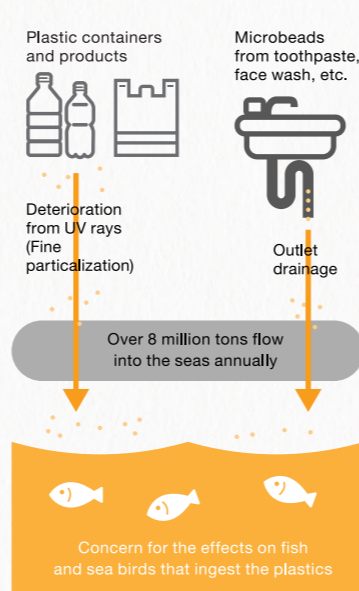 Plastic containers
and products
Microbeads
from toothpaste,
face wash, etc.
Deterioration
from UV rays
(Fine
particalization)
Outlet
drainage
Over 8 million tons flow
into the seas annually
Concern for the effects on fish
and sea birds that ingest the plastics